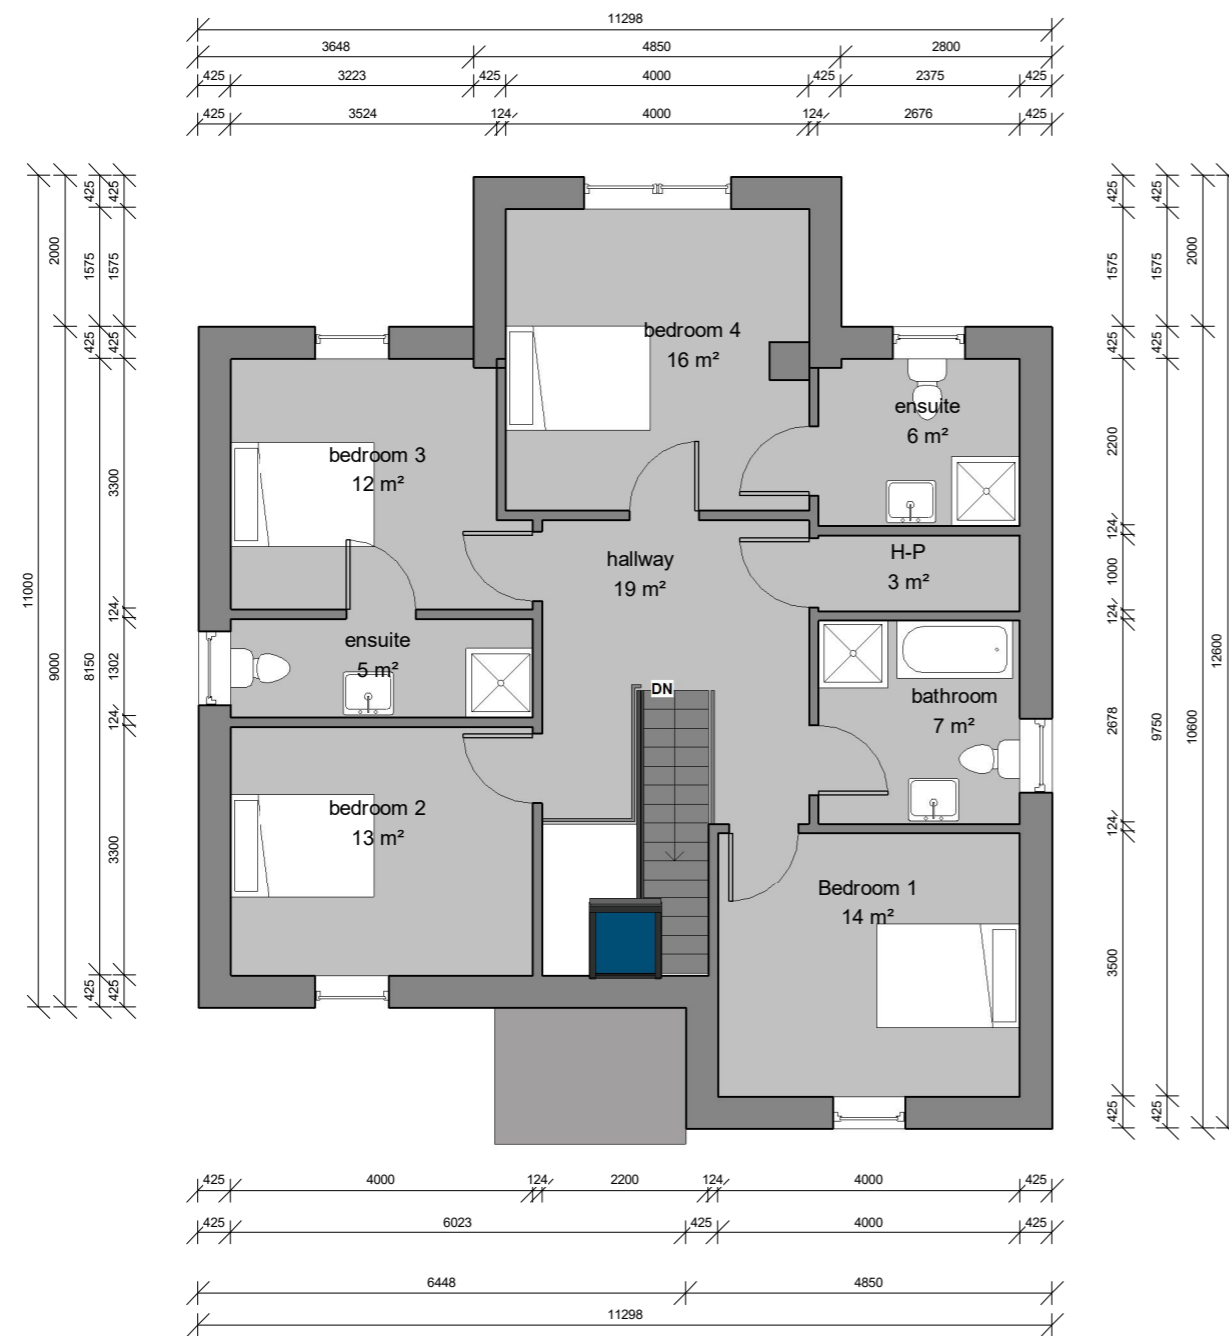 11298
3648 4850 2800
425 3223 425 4000 425 2375 425
425 3524 124 4000 124 2676 425
11000
2000 9000
425 1575 425 8150 425
425 1575 425 3300 124 1302 124 3300 425
bedroom 4
16 m²
ensuite
6 m²
bedroom 3
12 m²
H-P
3 m²
hallway
19 m²
ensuite
5 m²
DN
bathroom
7 m²
bedroom 2
13 m²
Bedroom 1
14 m²
425 1575 425 2200 124 1000 124 2678 124 3500 425
425 1575 425 9750 425
2000 10600
12600
425 4000 124 2200 124 4000 425
425 6023 425 4000 425
6448 4850
11298